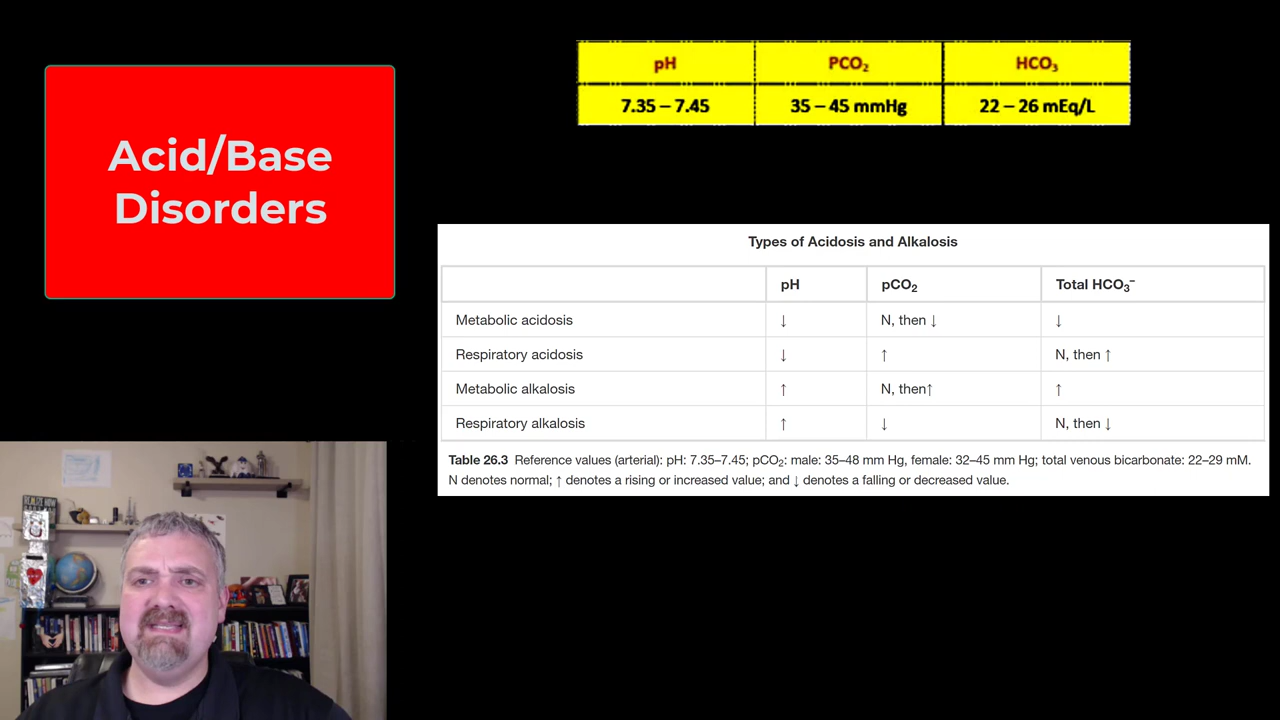 Acid/Base
Disorders
pH PCO₂ HCO₃
7.35 – 7.45 35 – 45 mmHg 22 – 26 mEq/L
Types of Acidosis and Alkalosis
pH pCO₂ Total HCO₃⁻
Metabolic acidosis ↓ N, then ↓ ↓
Respiratory acidosis ↓ ↑ N, then ↑
Metabolic alkalosis ↑ N, then↑ ↑
Respiratory alkalosis ↑ ↓ N, then ↓
Table 26.3 Reference values (arterial): pH: 7.35–7.45; pCO₂: male: 35–48 mm Hg, female: 32–45 mm Hg; total venous bicarbonate: 22–29 mM.
N denotes normal; ↑ denotes a rising or increased value; and ↓ denotes a falling or decreased value.